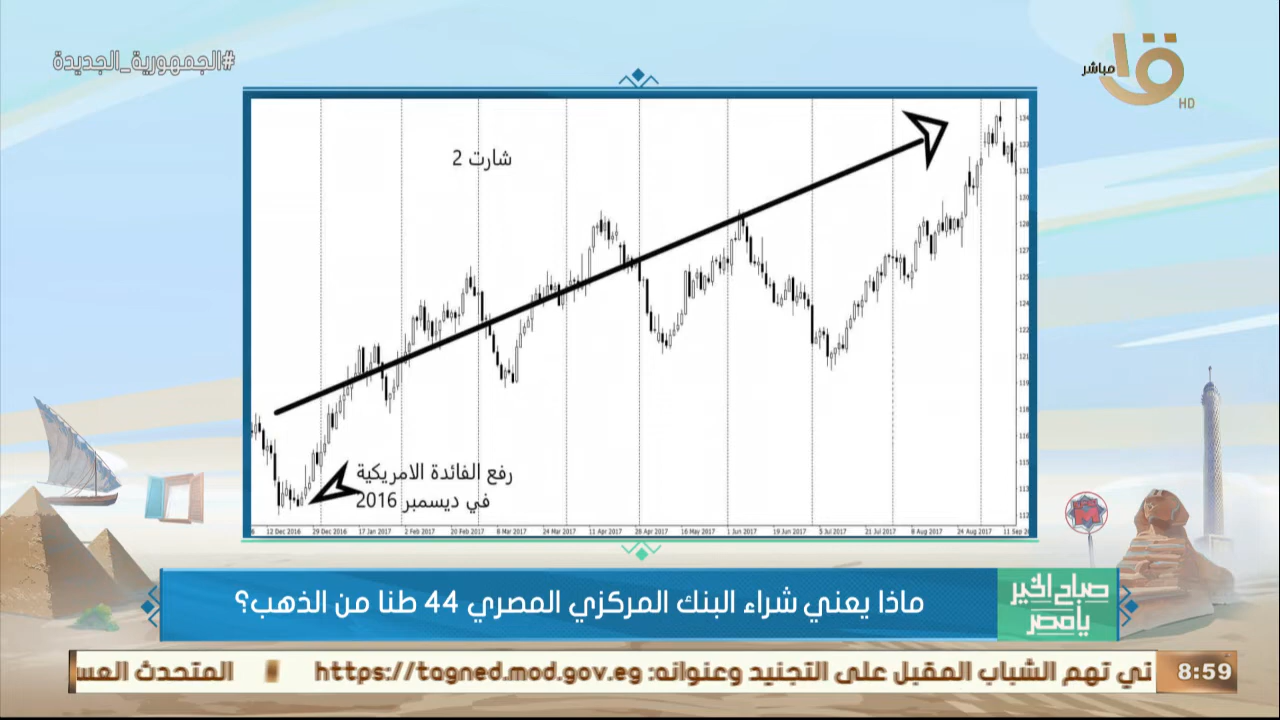 #الجمهورية_الجديدة
مباشر
HD
شارت 2
رفع الفائدة الامريكية
في ديسمبر 2016
12 Dec 2016 29 Dec 2016 17 Jan 2017 2 Feb 2017 20 Feb 2017 8 Mar 2017 24 Mar 2017 11 Apr 2017 28 Apr 2017 16 May 2017 1 Jun 2017 19 Jun 2017 5 Jul 2017 21 Jul 2017 8 Aug 2017 24 Aug 2017 11 Sep
صباح الخير
يا مصر
ماذا يعني شراء البنك المركزي المصري 44 طنا من الذهب؟
8:59
تي تهم الشباب المقبل على التجنيد وعنوانه: https://tagned.mod.gov.eg المتحدث العس